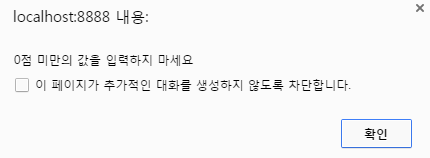 localhost:8888 내용:
0점 미만의 값을 입력하지 마세요
이 페이지가 추가적인 대화를 생성하지 않도록 차단합니다.
확인